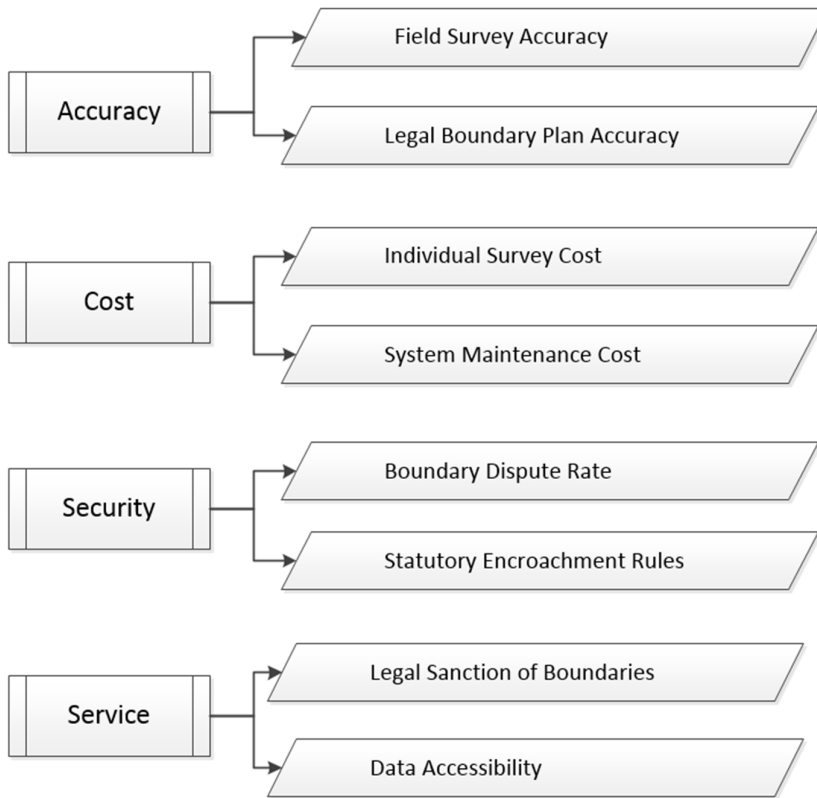 Accuracy
Field Survey Accuracy
Legal Boundary Plan Accuracy
Cost
Individual Survey Cost
System Maintenance Cost
Security
Boundary Dispute Rate
Statutory Encroachment Rules
Service
Legal Sanction of Boundaries
Data Accessibility